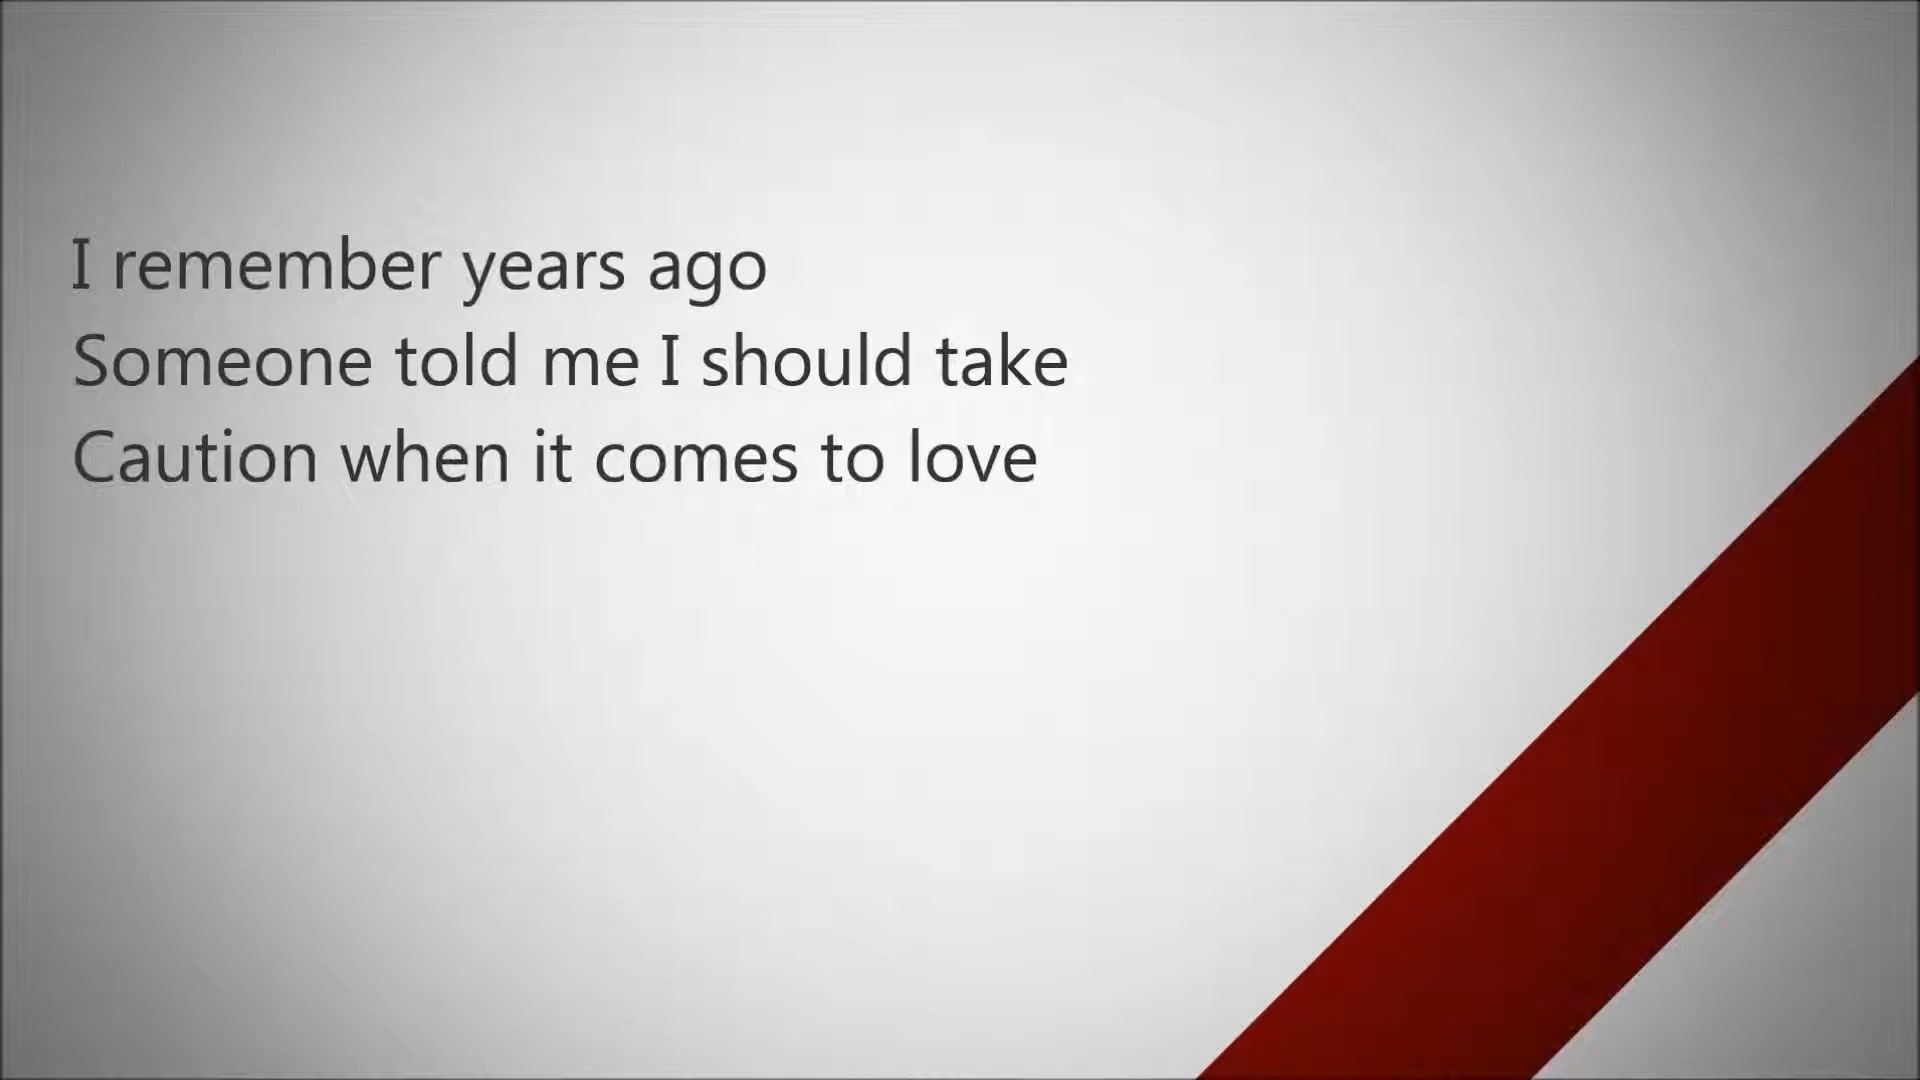 I remember years ago
Someone told me I should take
Caution when it comes to love